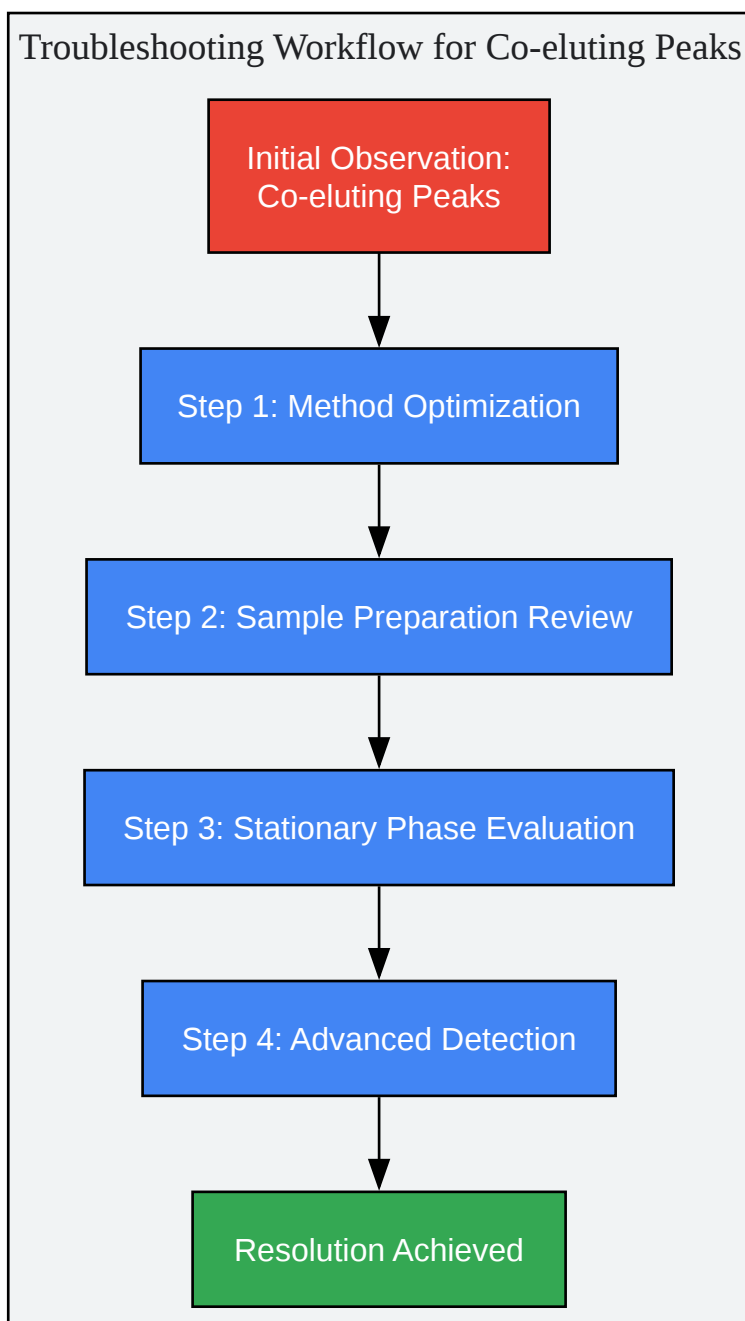 Troubleshooting Workflow for Co-eluting Peaks
Initial Observation:
Co-eluting Peaks
Step 1: Method Optimization
Step 2: Sample Preparation Review
Step 3: Stationary Phase Evaluation
Step 4: Advanced Detection
Resolution Achieved